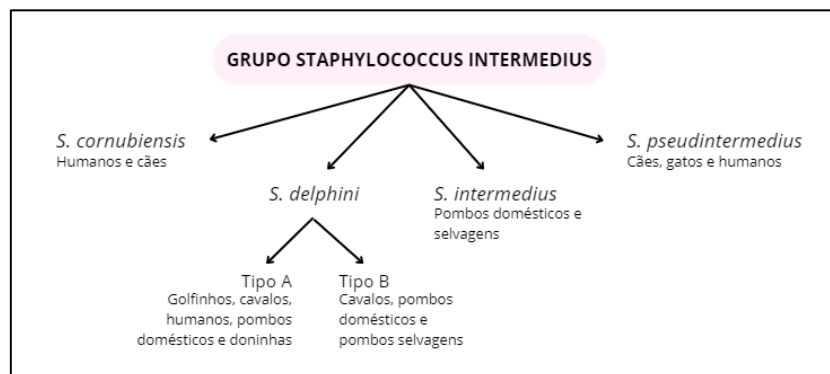 GRUPO STAPHYLOCOCCUS INTERMEDIUS
S. cornubiensis
Humanos e cães
S. pseudintermedius
Cães, gatos e humanos
S. delphini
S. intermedius
Pombos domésticos e
selvagens
Tipo A
Golfinhos, cavalos,
humanos, pombos
domésticos e doninhas
Tipo B
Cavalos, pombos
domésticos e
pombos selvagens